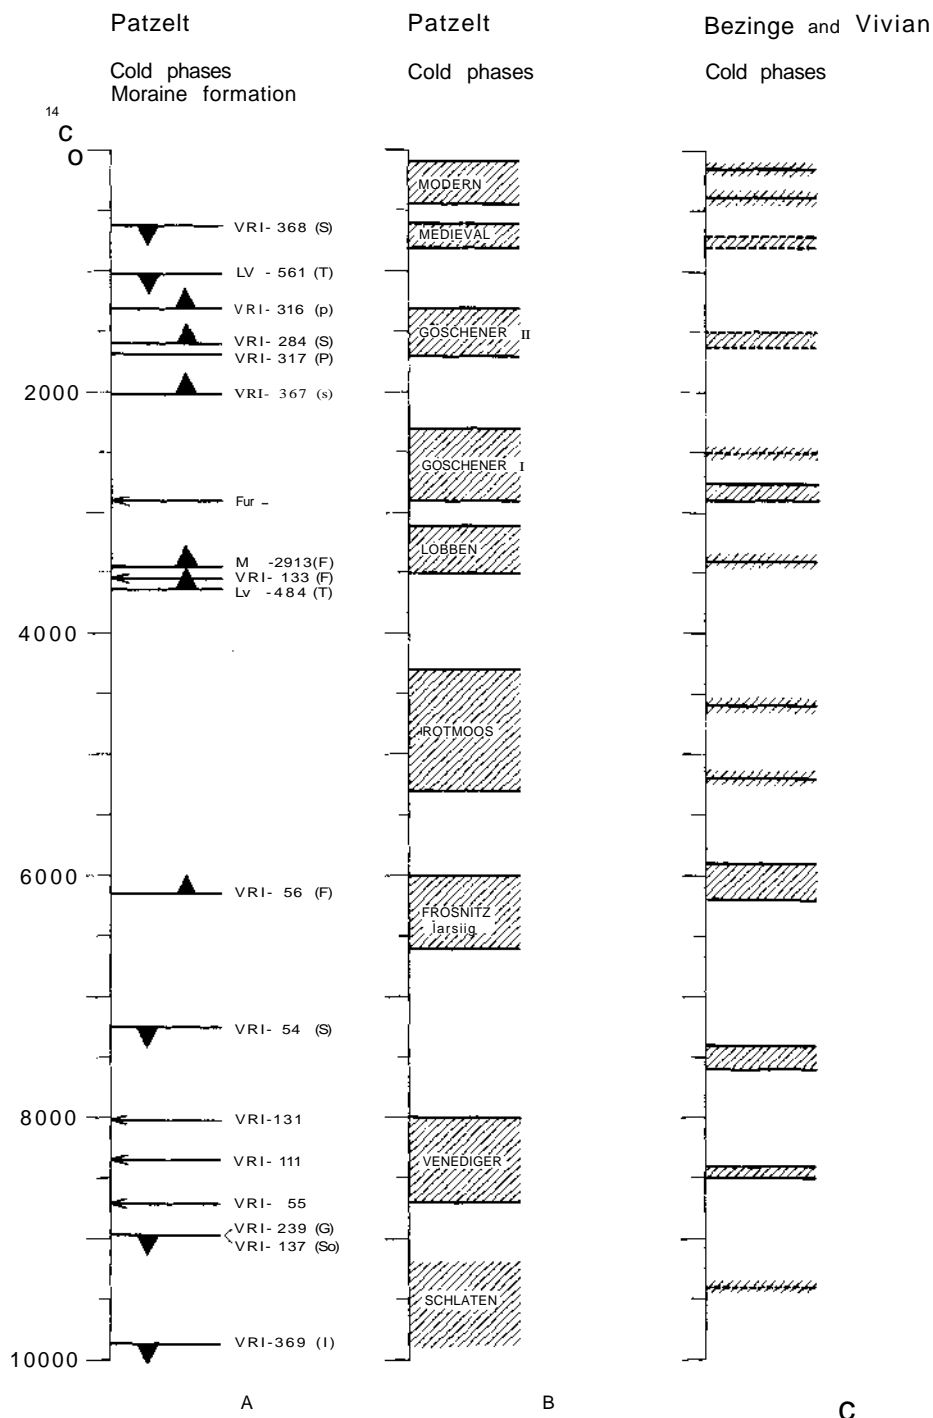 Patzelt
Cold phases
Moraine formation
Patzelt
Cold phases
Bezinge and Vivian
Cold phases
14
C
O
2000
4000
6000
8000
10000
VRI- 368 (S)
LV - 561 (T)
VRI- 316 (p)
VRI- 284 (S)
VRI- 317 (P)
VRI- 367 (s)
Fur –
M -2913(F)
VRI- 133 (F)
Lv -484 (T)
VRI- 56 (F)
VRI- 54 (S)
VRI-131
VRI- 111
VRI- 55
VRI- 239 (G)
VRI- 137 (So)
VRI-369 (I)
A
MODERN
MEDIEVAL
GÖSCHENER II
GOSCHENER I
LOBBEN
ROTMOOS
FROSNITZ
larsiig
VENEDIGER
SCHLATEN
B
C